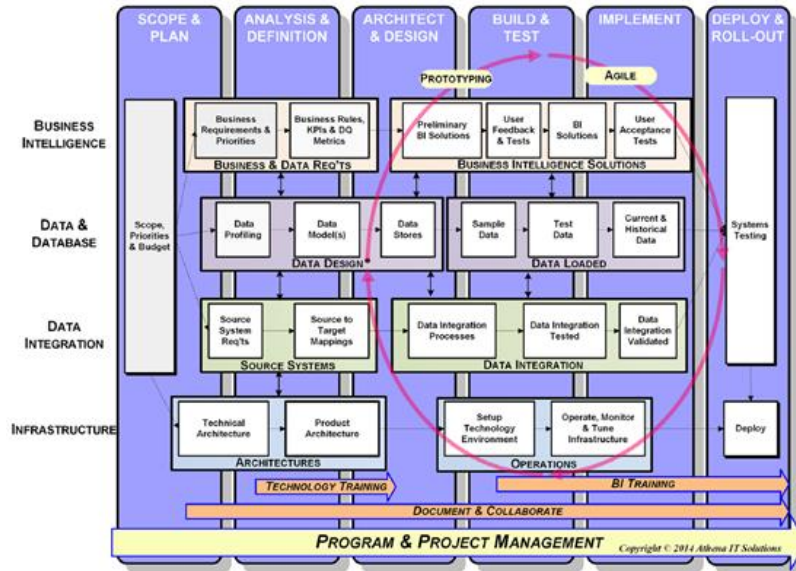 SCOPE &
PLAN
ANALYSIS &
DEFINITION
ARCHITECT
& DESIGN
BUILD &
TEST
IMPLEMENT
DEPLOY &
ROLL-OUT
PROTOTYPING
AGILE
BUSINESS
INTELLIGENCE
Business
Requirements &
Priorities
Business Rules,
KPIs & DQ
Metrics
BUSINESS & DATA REQ'TS
Preliminary
BI Solutions
User
Feedback
& Tests
BI
Solutions
User
Acceptance
Tests
BUSINESS INTELLIGENCE SOLUTIONS
DATA &
DATABASE
Scope,
Priorities
& Budget
Data
Profiling
Data
Model(s)
Data
Stores
DATA DESIGN
Sample
Data
Test
Data
Current &
Historical
Data
DATA LOADED
Systems
Testing
DATA
INTEGRATION
Source
System
Req'ts
Source to
Target
Mappings
SOURCE SYSTEMS
Data Integration
Processes
Data Integration
Tested
Data
Integration
Validated
DATA INTEGRATION
INFRASTRUCTURE
Technical
Architecture
Product
Architecture
ARCHITECTURES
Setup
Technology
Environment
Operate, Monitor
& Tune
Infrastructure
OPERATIONS
Deploy
TECHNOLOGY TRAINING
BI TRAINING
DOCUMENT & COLLABORATE
PROGRAM & PROJECT MANAGEMENT
Copyright © 2014 Athena IT Solutions